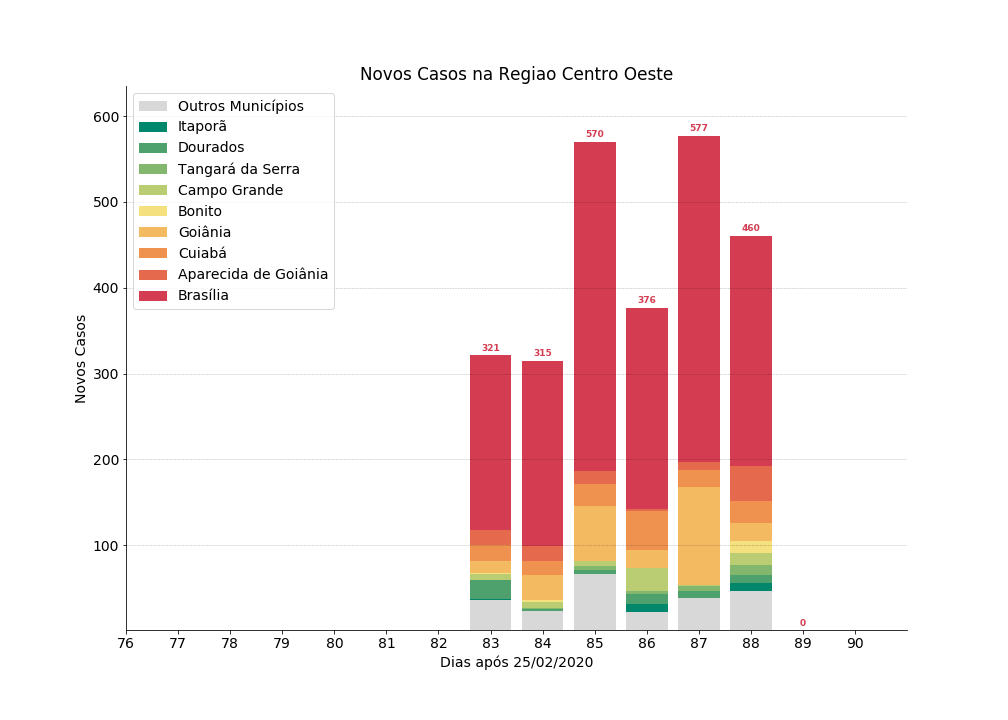 Novos Casos na Regiao Centro Oeste
Novos Casos
600
500
400
300
200
100
Outros Municípios
Itaporã
Dourados
Tangará da Serra
Campo Grande
Bonito
Goiânia
Cuiabá
Aparecida de Goiânia
Brasília
321
315
570
376
577
460
0
76 77 78 79 80 81 82 83 84 85 86 87 88 89 90
Dias após 25/02/2020